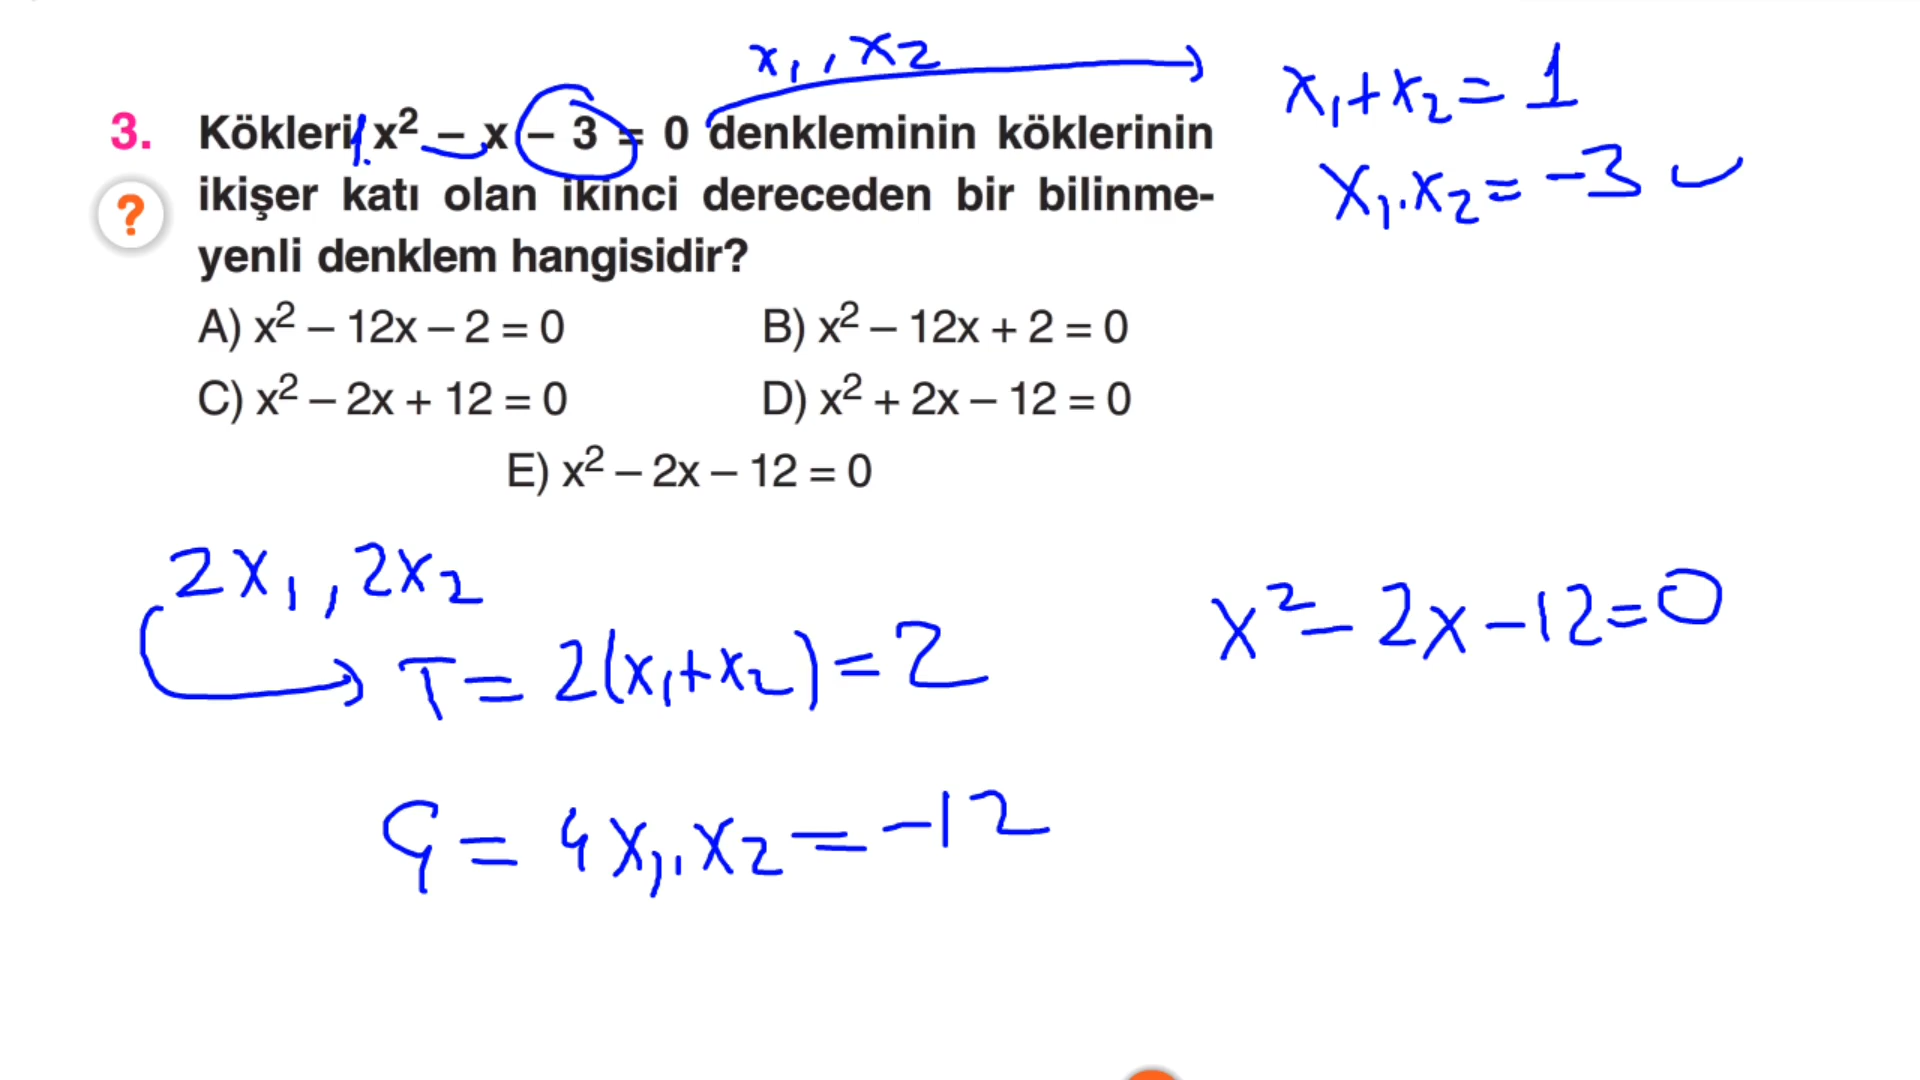 x₁, x₂
x₁+x₂=1
3. Kökleri 1. x² – x – 3 = 0 denkleminin köklerinin
x₁.x₂=-3
? ikişer katı olan ikinci dereceden bir bilinme-
yenli denklem hangisidir?
A) x² – 12x – 2 = 0 B) x² – 12x + 2 = 0
C) x² – 2x + 12 = 0 D) x² + 2x – 12 = 0
E) x² – 2x – 12 = 0
2x₁, 2x₂
x²-2x-12=0
T= 2(x₁+x₂)=2
Ç= 4x₁.x₂=-12